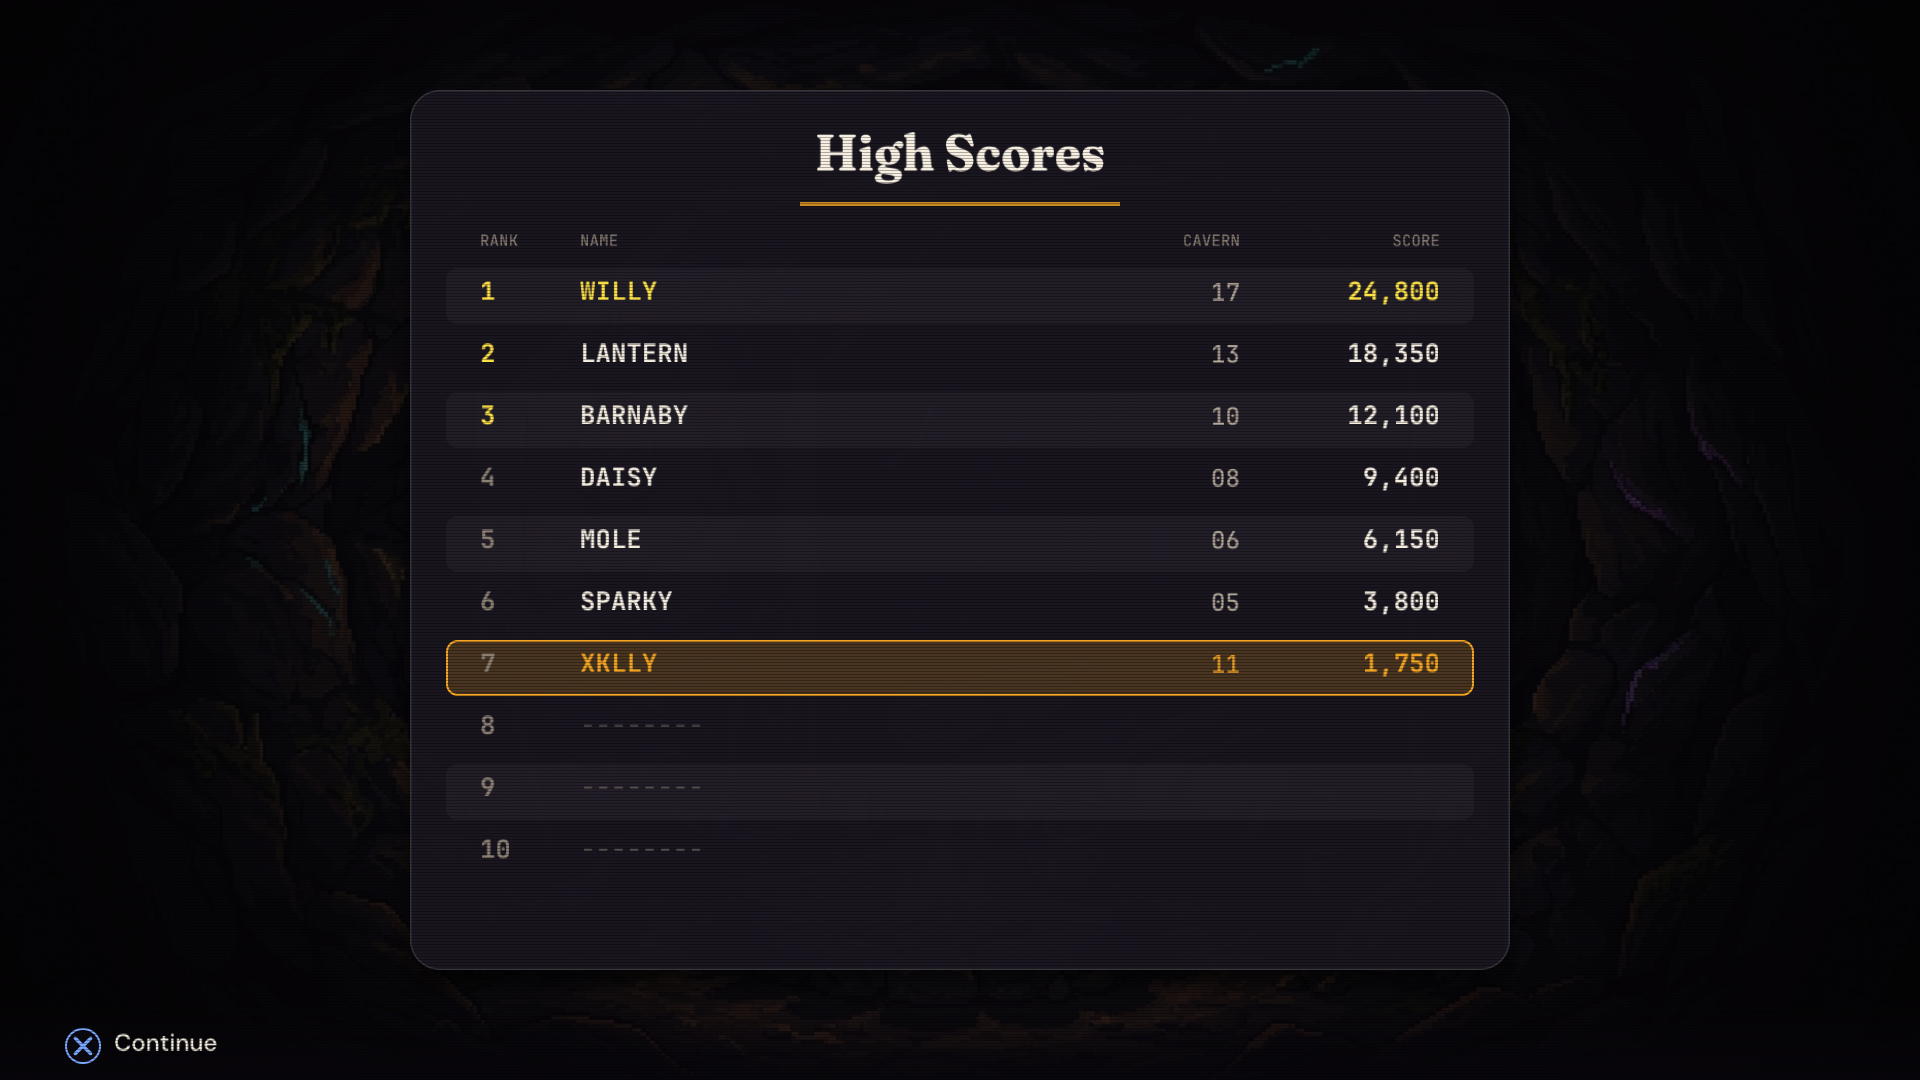 High Scores
RANK NAME CAVERN SCORE
1 WILLY 17 24,800
2 LANTERN 13 18,350
3 BARNABY 10 12,100
4 DAISY 08 9,400
5 MOLE 06 6,150
6 SPARKY 05 3,800
7 XKLLY 11 1,750
8 --------
9 --------
10 --------
Continue